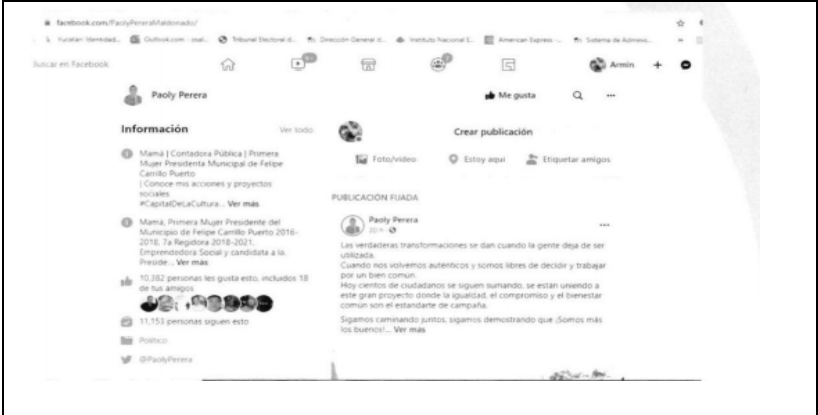 facebook.com/PaolyPereraMaldonado/
Yucatán Identidad... Outlook.com - osal... Tribunal Electoral d... Dirección General d... Instituto Nacional E... American Express -... Sistema de Adminis...
Buscar en Facebook
Armin
Paoly Perera
Me gusta
Información
Ver todo
Mamá | Contadora Pública | Primera
Mujer Presidenta Municipal de Felipe
Carrillo Puerto
| Conoce mis acciones y proyectos
sociales
#CapitalDeLaCultura... Ver más
Mamá, Primera Mujer Presidente del
Municipio de Felipe Carrillo Puerto 2016-
2018, 7a Regidora 2018-2021,
Emprendedora Social y candidata a la
Preside... Ver más
10,382 personas les gusta esto, incluidos 18
de tus amigos
11,153 personas siguen esto
Político
@PaolyPerera
Crear publicación
Foto/video
Estoy aquí
Etiquetar amigos
PUBLICACIÓN FIJADA
Paoly Perera
20 h
Las verdaderas transformaciones se dan cuando la gente deja de ser
utilizada.
Cuando nos volvemos auténticos y somos libres de decidir y trabajar
por un bien común.
Hoy cientos de ciudadanos se siguen sumando, se están uniendo a
este gran proyecto donde la igualdad, el compromiso y el bienestar
común son el estandarte de campaña.
Sigamos caminando juntos, sigamos demostrando que ¡Somos más
los buenos!... Ver más